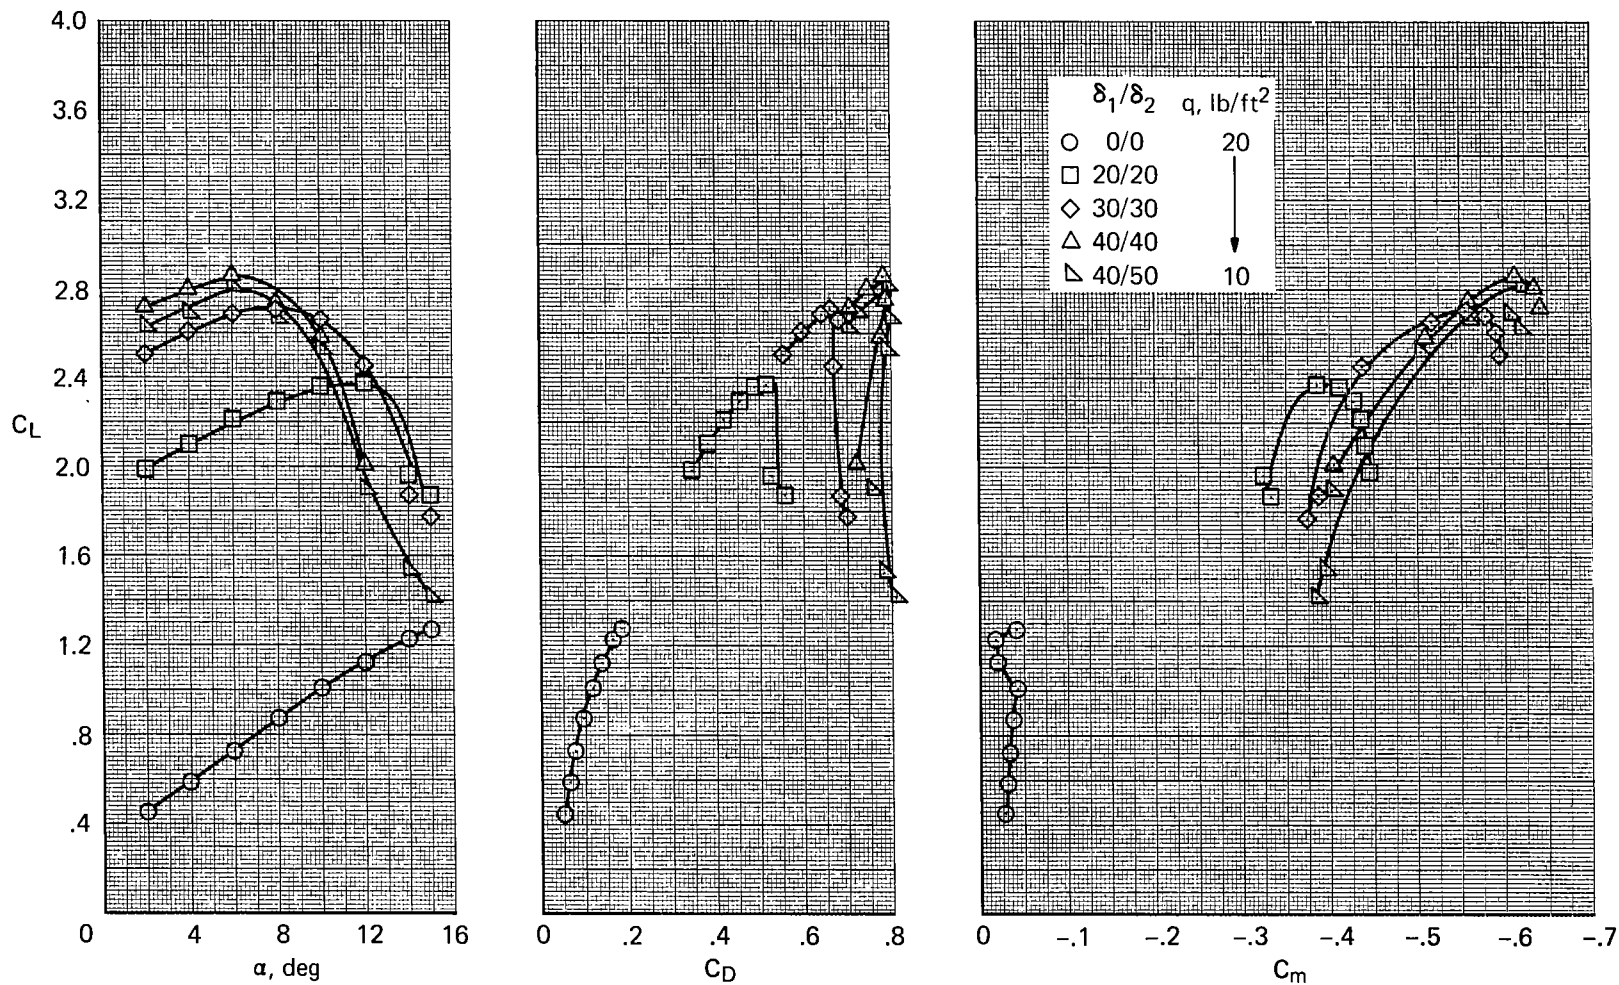 4.0
3.6
3.2
2.8
2.4
C_L
2.0
1.6
1.2
.8
.4
0 4 8 12 16
α, deg
0 .2 .4 .6 .8
C_D
δ₁/δ₂ q, lb/ft²
0/0 20
20/20
30/30
40/40
40/50 10
0 -.1 -.2 -.3 -.4 -.5 -.6 -.7
C_m